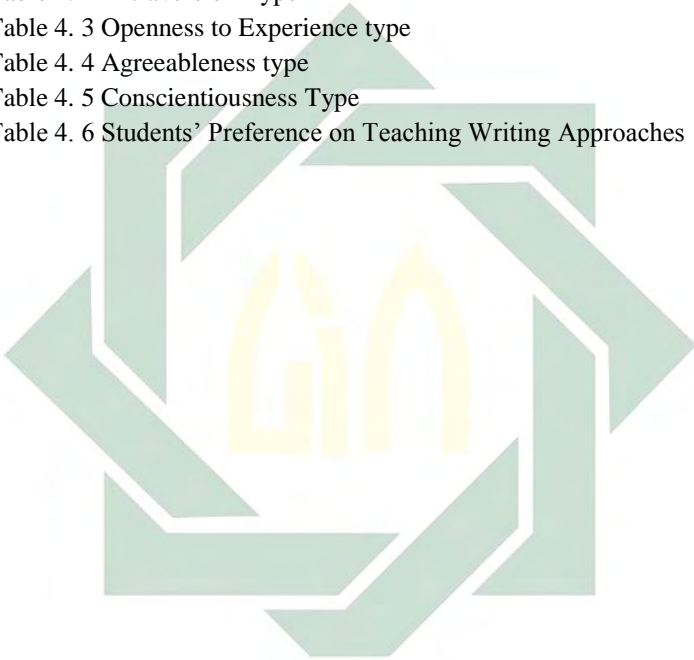 Table 4. 3 Openness to Experience type
Table 4. 4 Agreeableness type
Table 4. 5 Conscientiousness Type
Table 4. 6 Students’ Preference on Teaching Writing Approaches